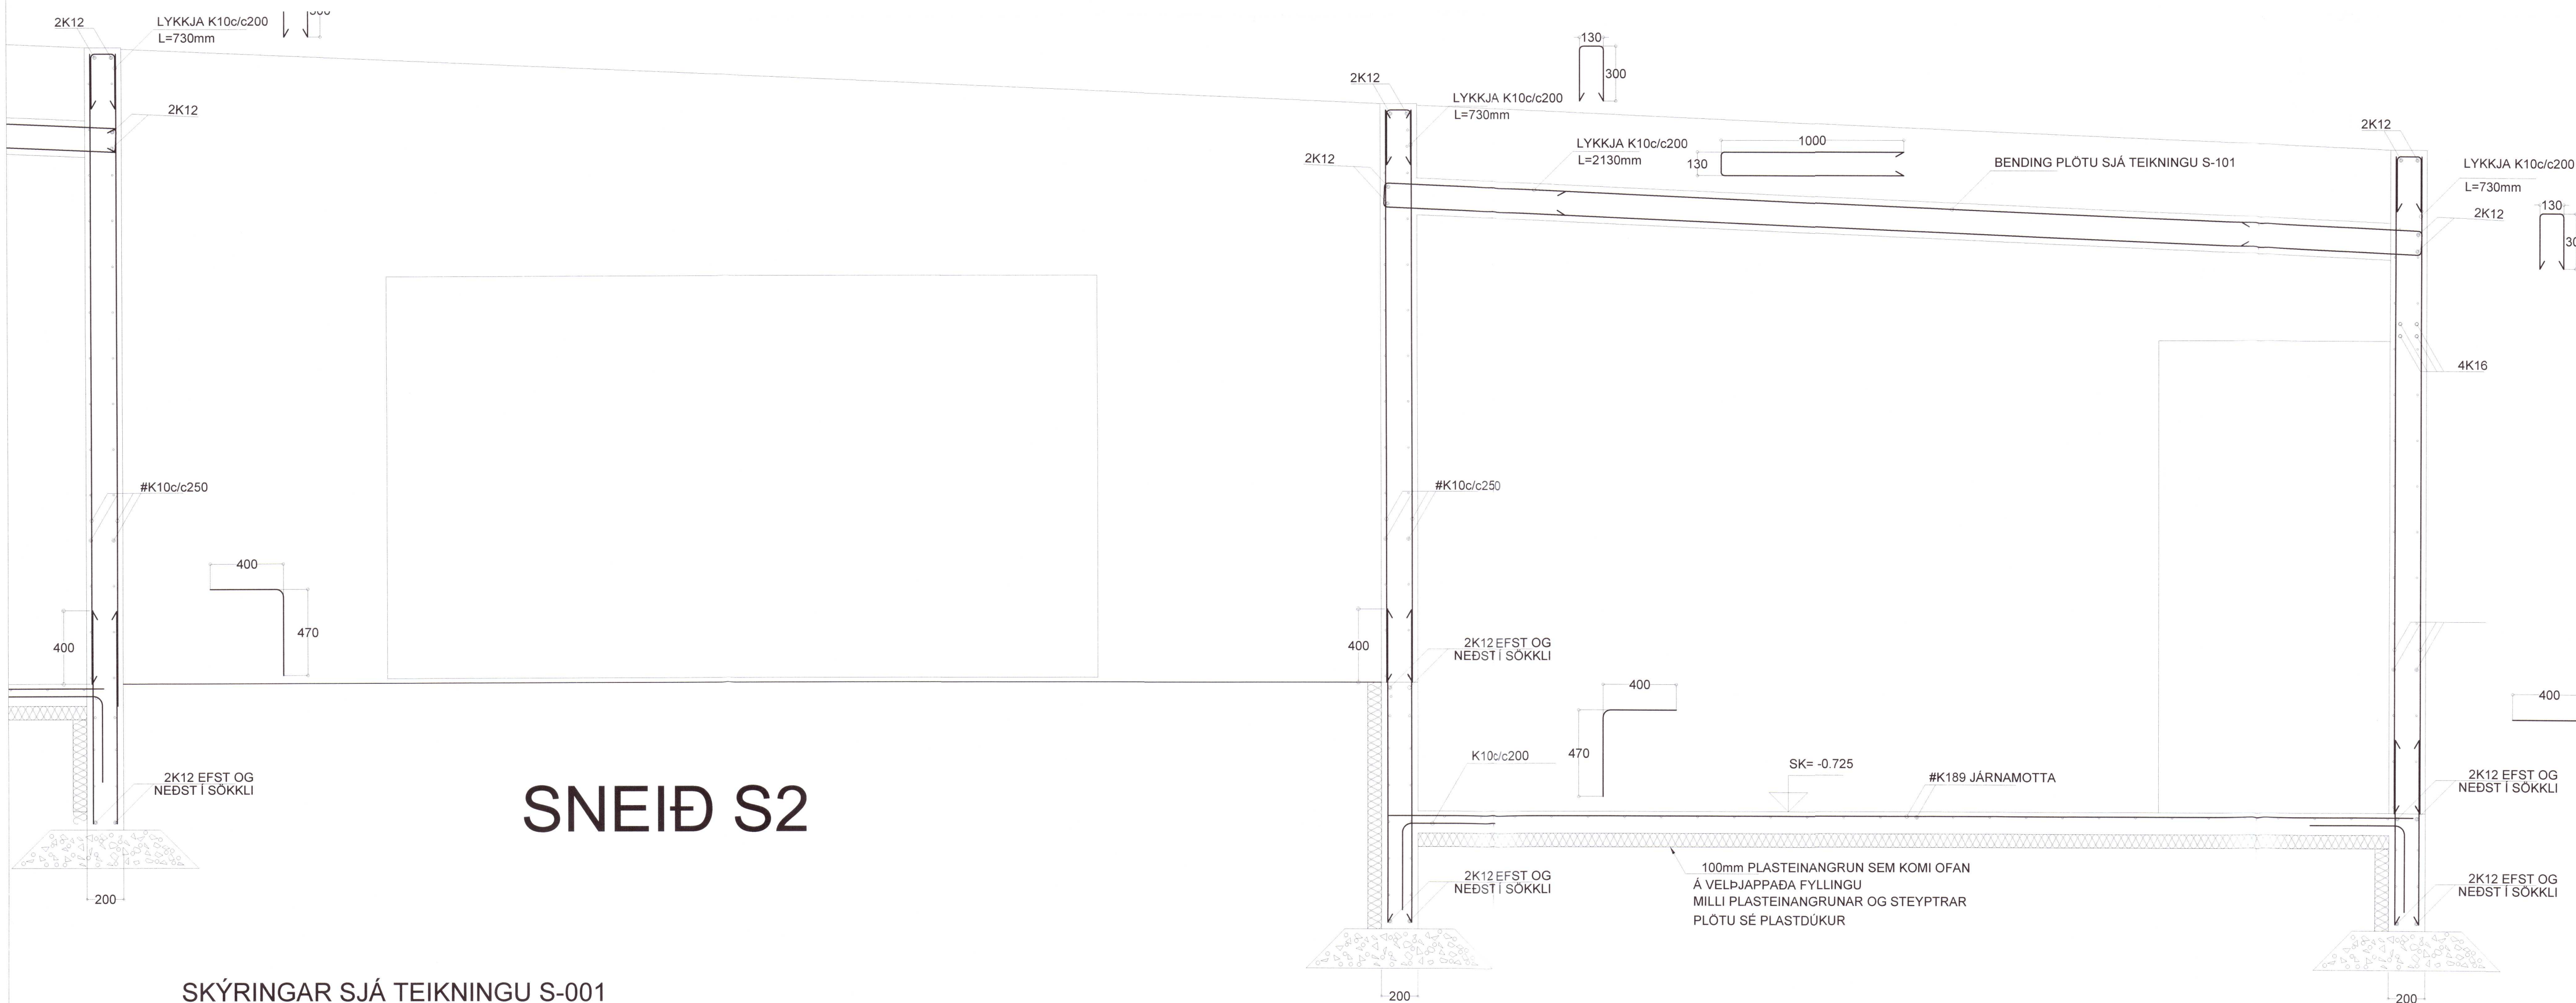 2K12
LYKKJA K10c/c200
L=730mm
2K12
#K10c/c250
400
470
400
2K12 EFST OG
NEÐST Í SÖKKLI
200
SNEIÐ S2
SKÝRINGAR SJÁ TEIKNINGU S-001
130
300
2K12
LYKKJA K10c/c200
L=730mm
2K12
LYKKJA K10c/c200
L=2130mm
1000
130
BENDING PLÖTU SJÁ TEIKNINGU S-101
#K10c/c250
400
2K12 EFST OG
NEÐST Í SÖKKLI
400
470
K10c/c200
SK= -0.725
#K189 JÁRNAMOTTA
2K12 EFST OG
NEÐST Í SÖKKLI
100mm PLASTEINANGRUN SEM KOMI OFAN
Á VELÞJAPPAÐA FYLLINGU
MILLI PLASTEINANGRUNAR OG STEYPTRAR
PLÖTU SÉ PLASTDÚKUR
200
2K12
LYKKJA K10c/c200
L=730mm
2K12
130
4K16
400
2K12 EFST OG
NEÐST Í SÖKKLI
2K12 EFST OG
NEÐST Í SÖKKLI
200